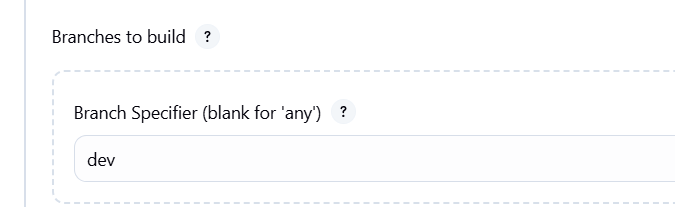 Branches to build ?
Branch Specifier (blank for 'any') ?
dev